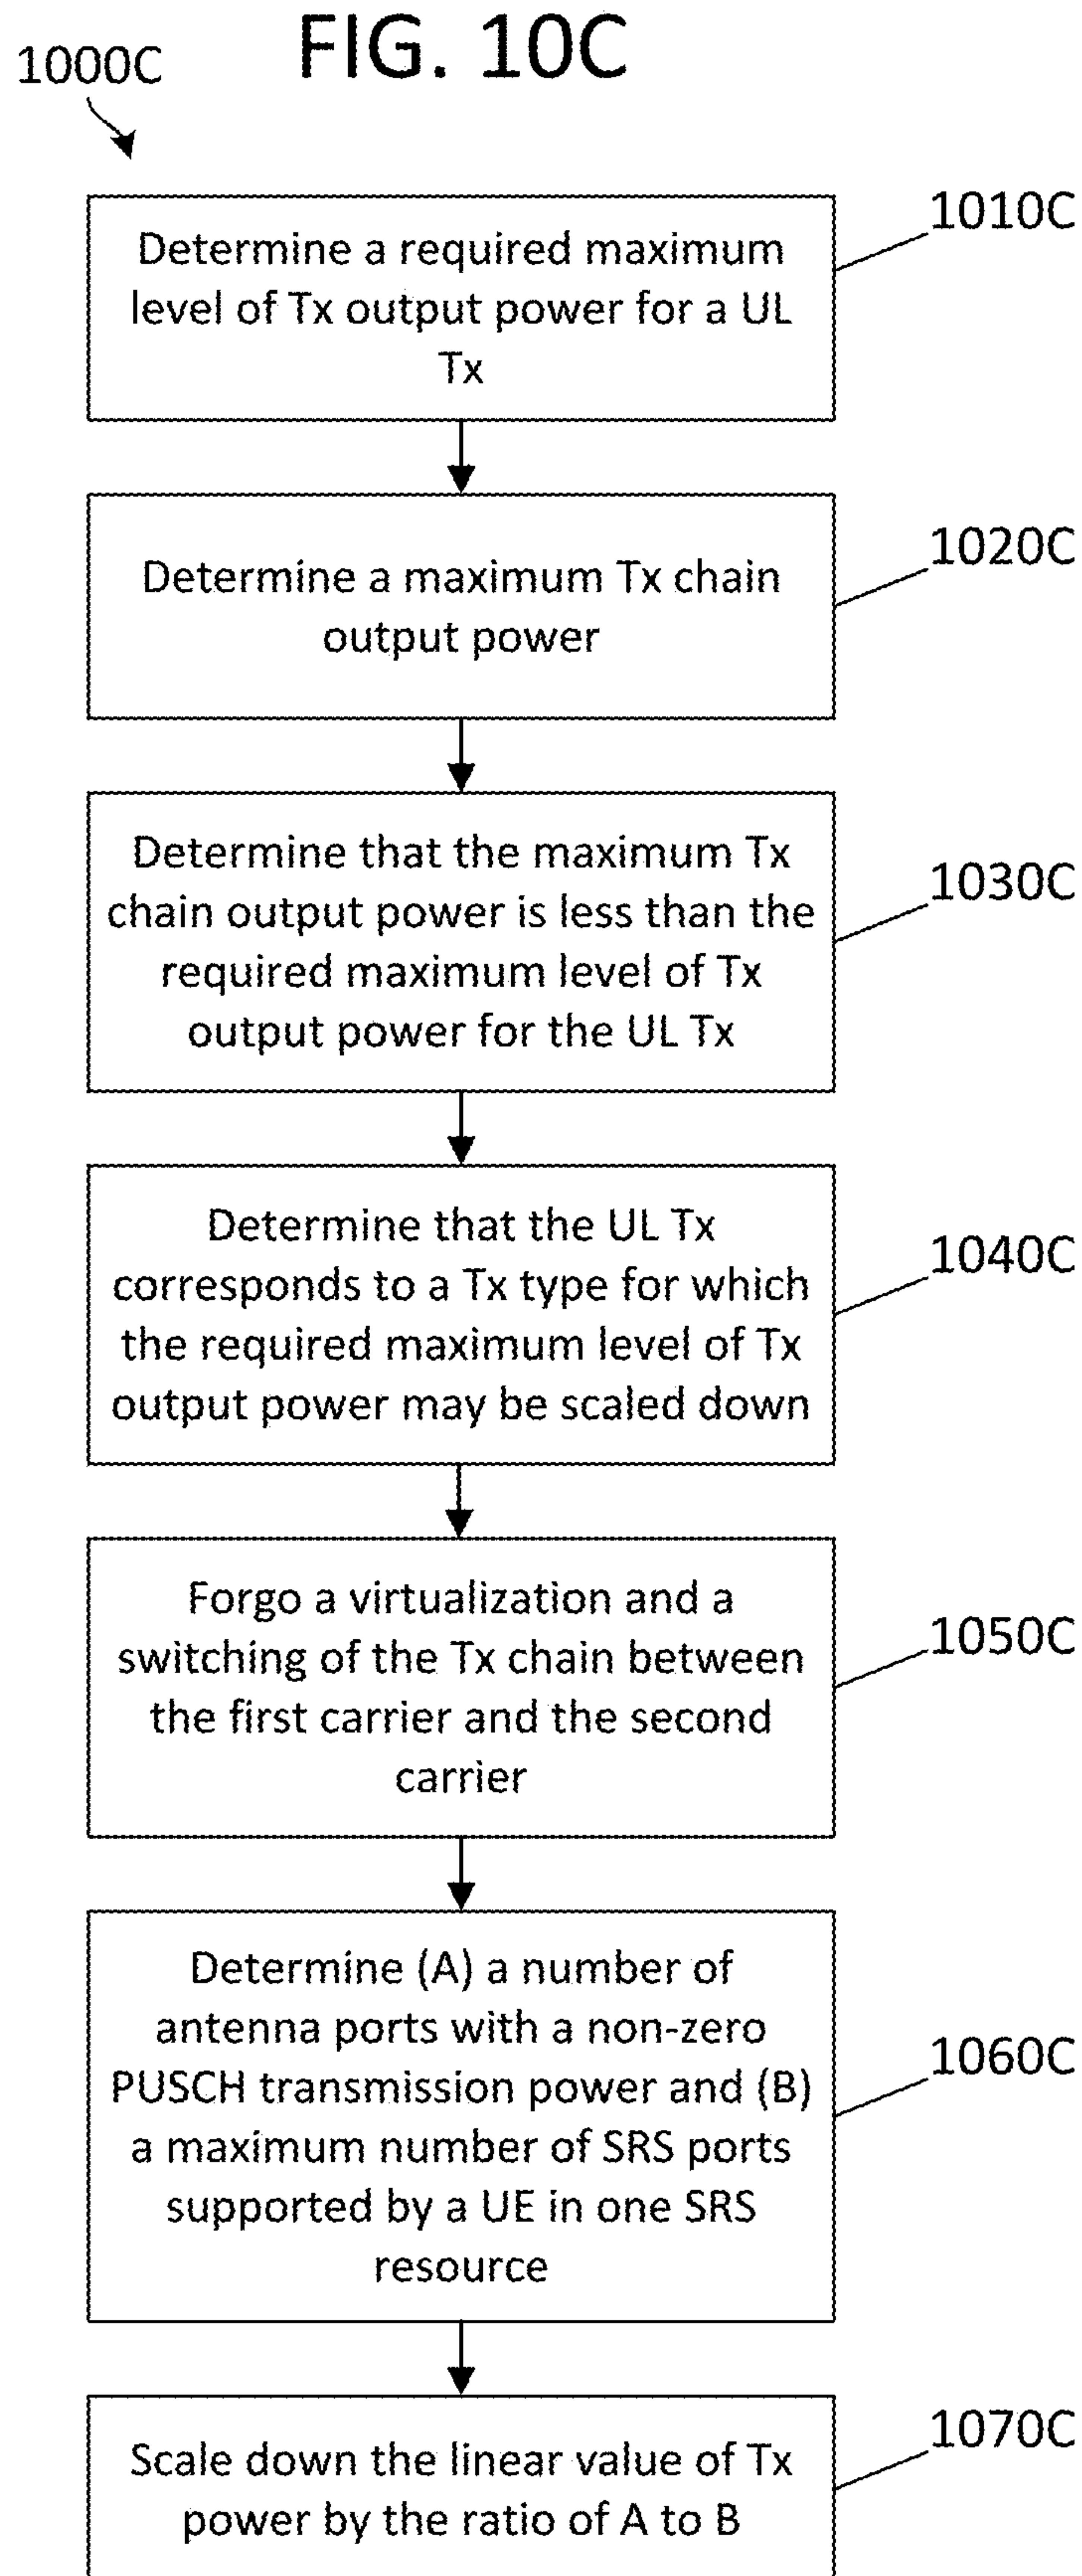 FIG. 10C
1000C
1010C
Determine a required maximum
level of Tx output power for a UL
Tx
1020C
Determine a maximum Tx chain
output power
1030C
Determine that the maximum Tx
chain output power is less than the
required maximum level of Tx
output power for the UL Tx
1040C
Determine that the UL Tx
corresponds to a Tx type for which
the required maximum level of Tx
output power may be scaled down
1050C
Forgo a virtualization and a
switching of the Tx chain between
the first carrier and the second
carrier
1060C
Determine (A) a number of
antenna ports with a non-zero
PUSCH transmission power and (B)
a maximum number of SRS ports
supported by a UE in one SRS
resource
1070C
Scale down the linear value of Tx
power by the ratio of A to B